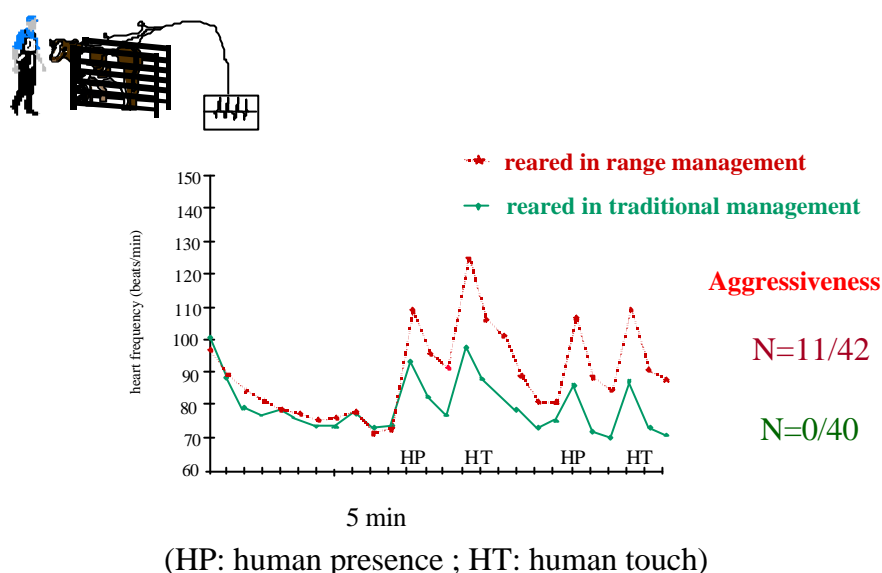 reared in range management
reared in traditional management
heart frequency (beats/min)
150
140
130
120
110
100
90
80
70
60
HP HT HP HT
5 min
Aggressiveness
N=11/42
N=0/40
(HP: human presence ; HT: human touch)